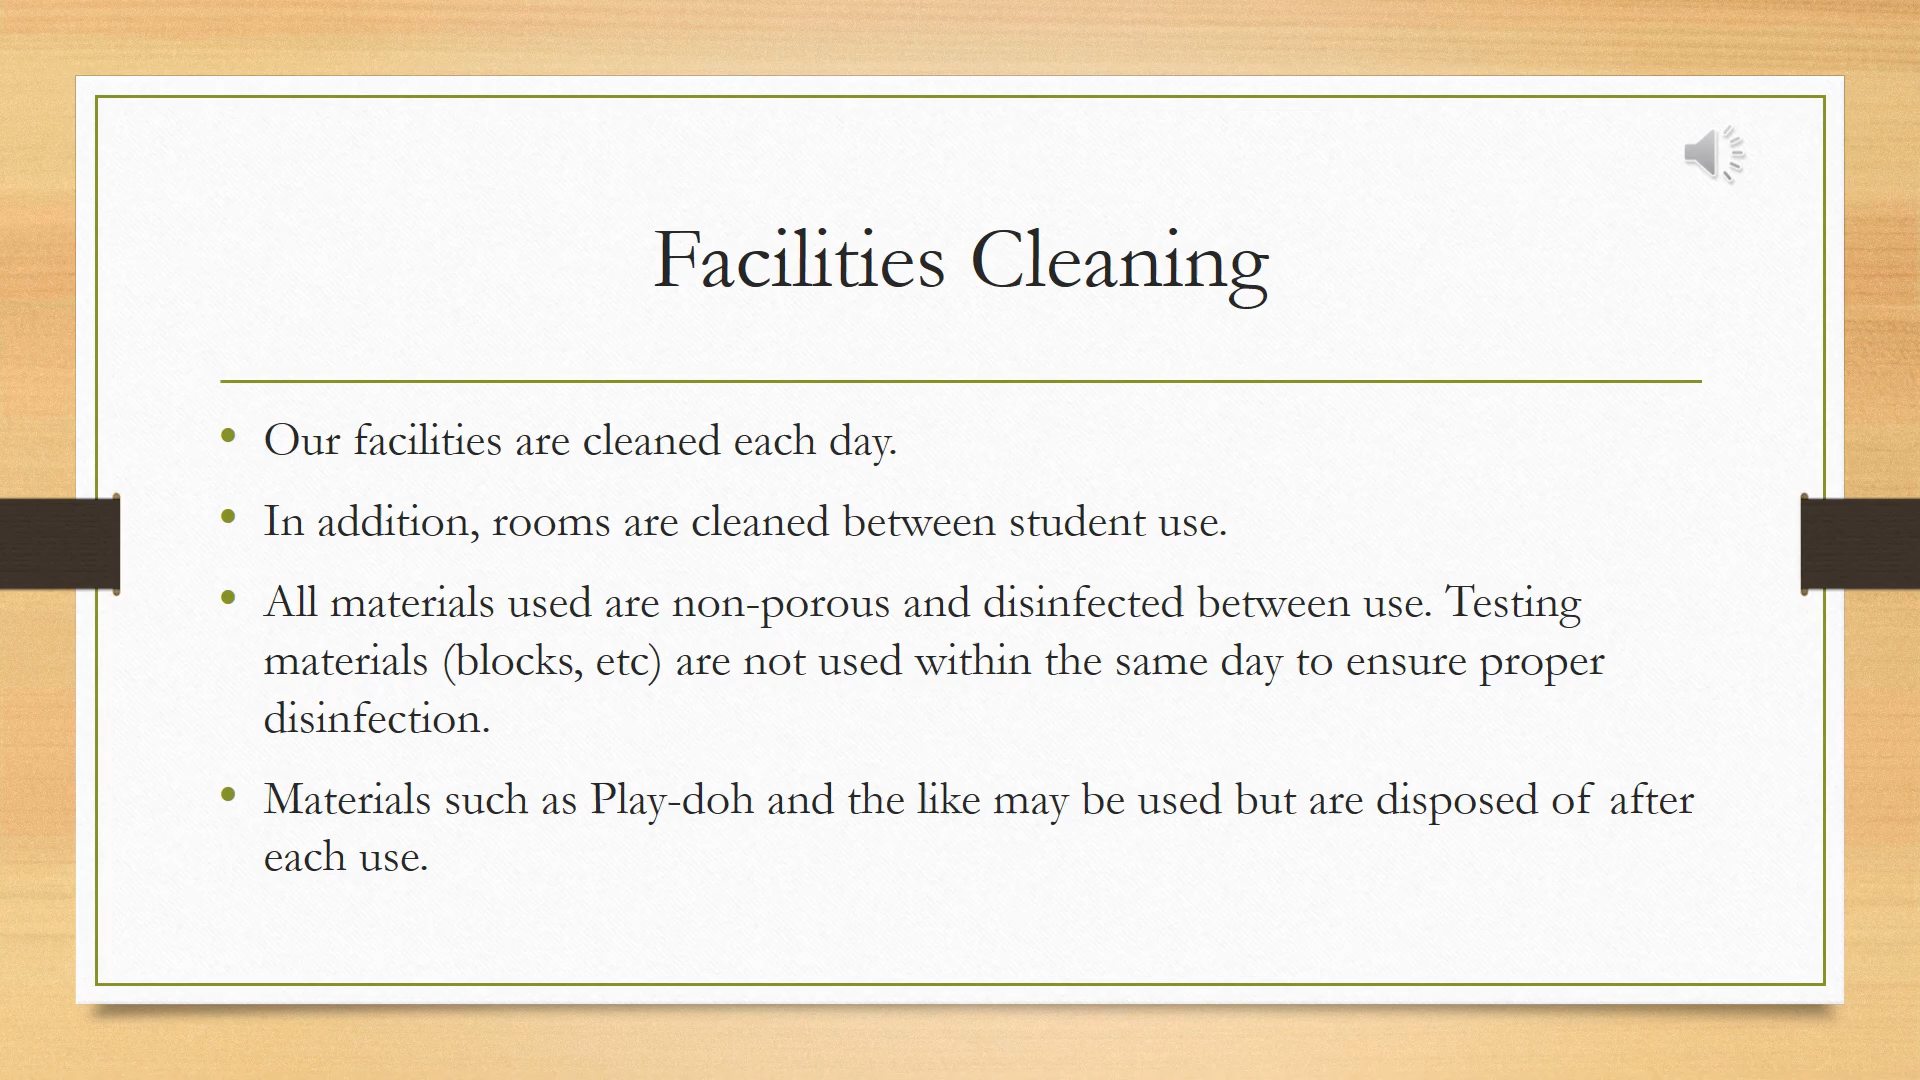 Facilities Cleaning
• Our facilities are cleaned each day.
• In addition, rooms are cleaned between student use.
• All materials used are non-porous and disinfected between use. Testing
materials (blocks, etc) are not used within the same day to ensure proper
disinfection.
• Materials such as Play-doh and the like may be used but are disposed of after
each use.